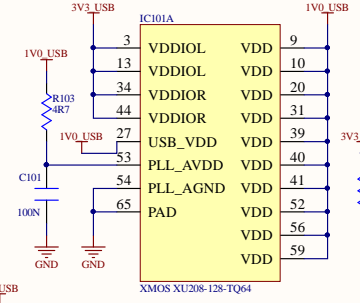 3V3_USB
IC101A
1V0_USB
3 VDDIOL VDD 9
13 VDDIOL VDD 10
34 VDDIOR VDD 20
44 VDDIOR VDD 31
27 USB_VDD VDD 39
53 PLL_AVDD VDD 40
54 PLL_AGND VDD 41
65 PAD VDD 52
VDD 56
VDD 59
XMOS XU208-128-TQ64
1V0_USB
R103
4R7
1V0_USB
C101
100N
GND
GND
3V3_
USB